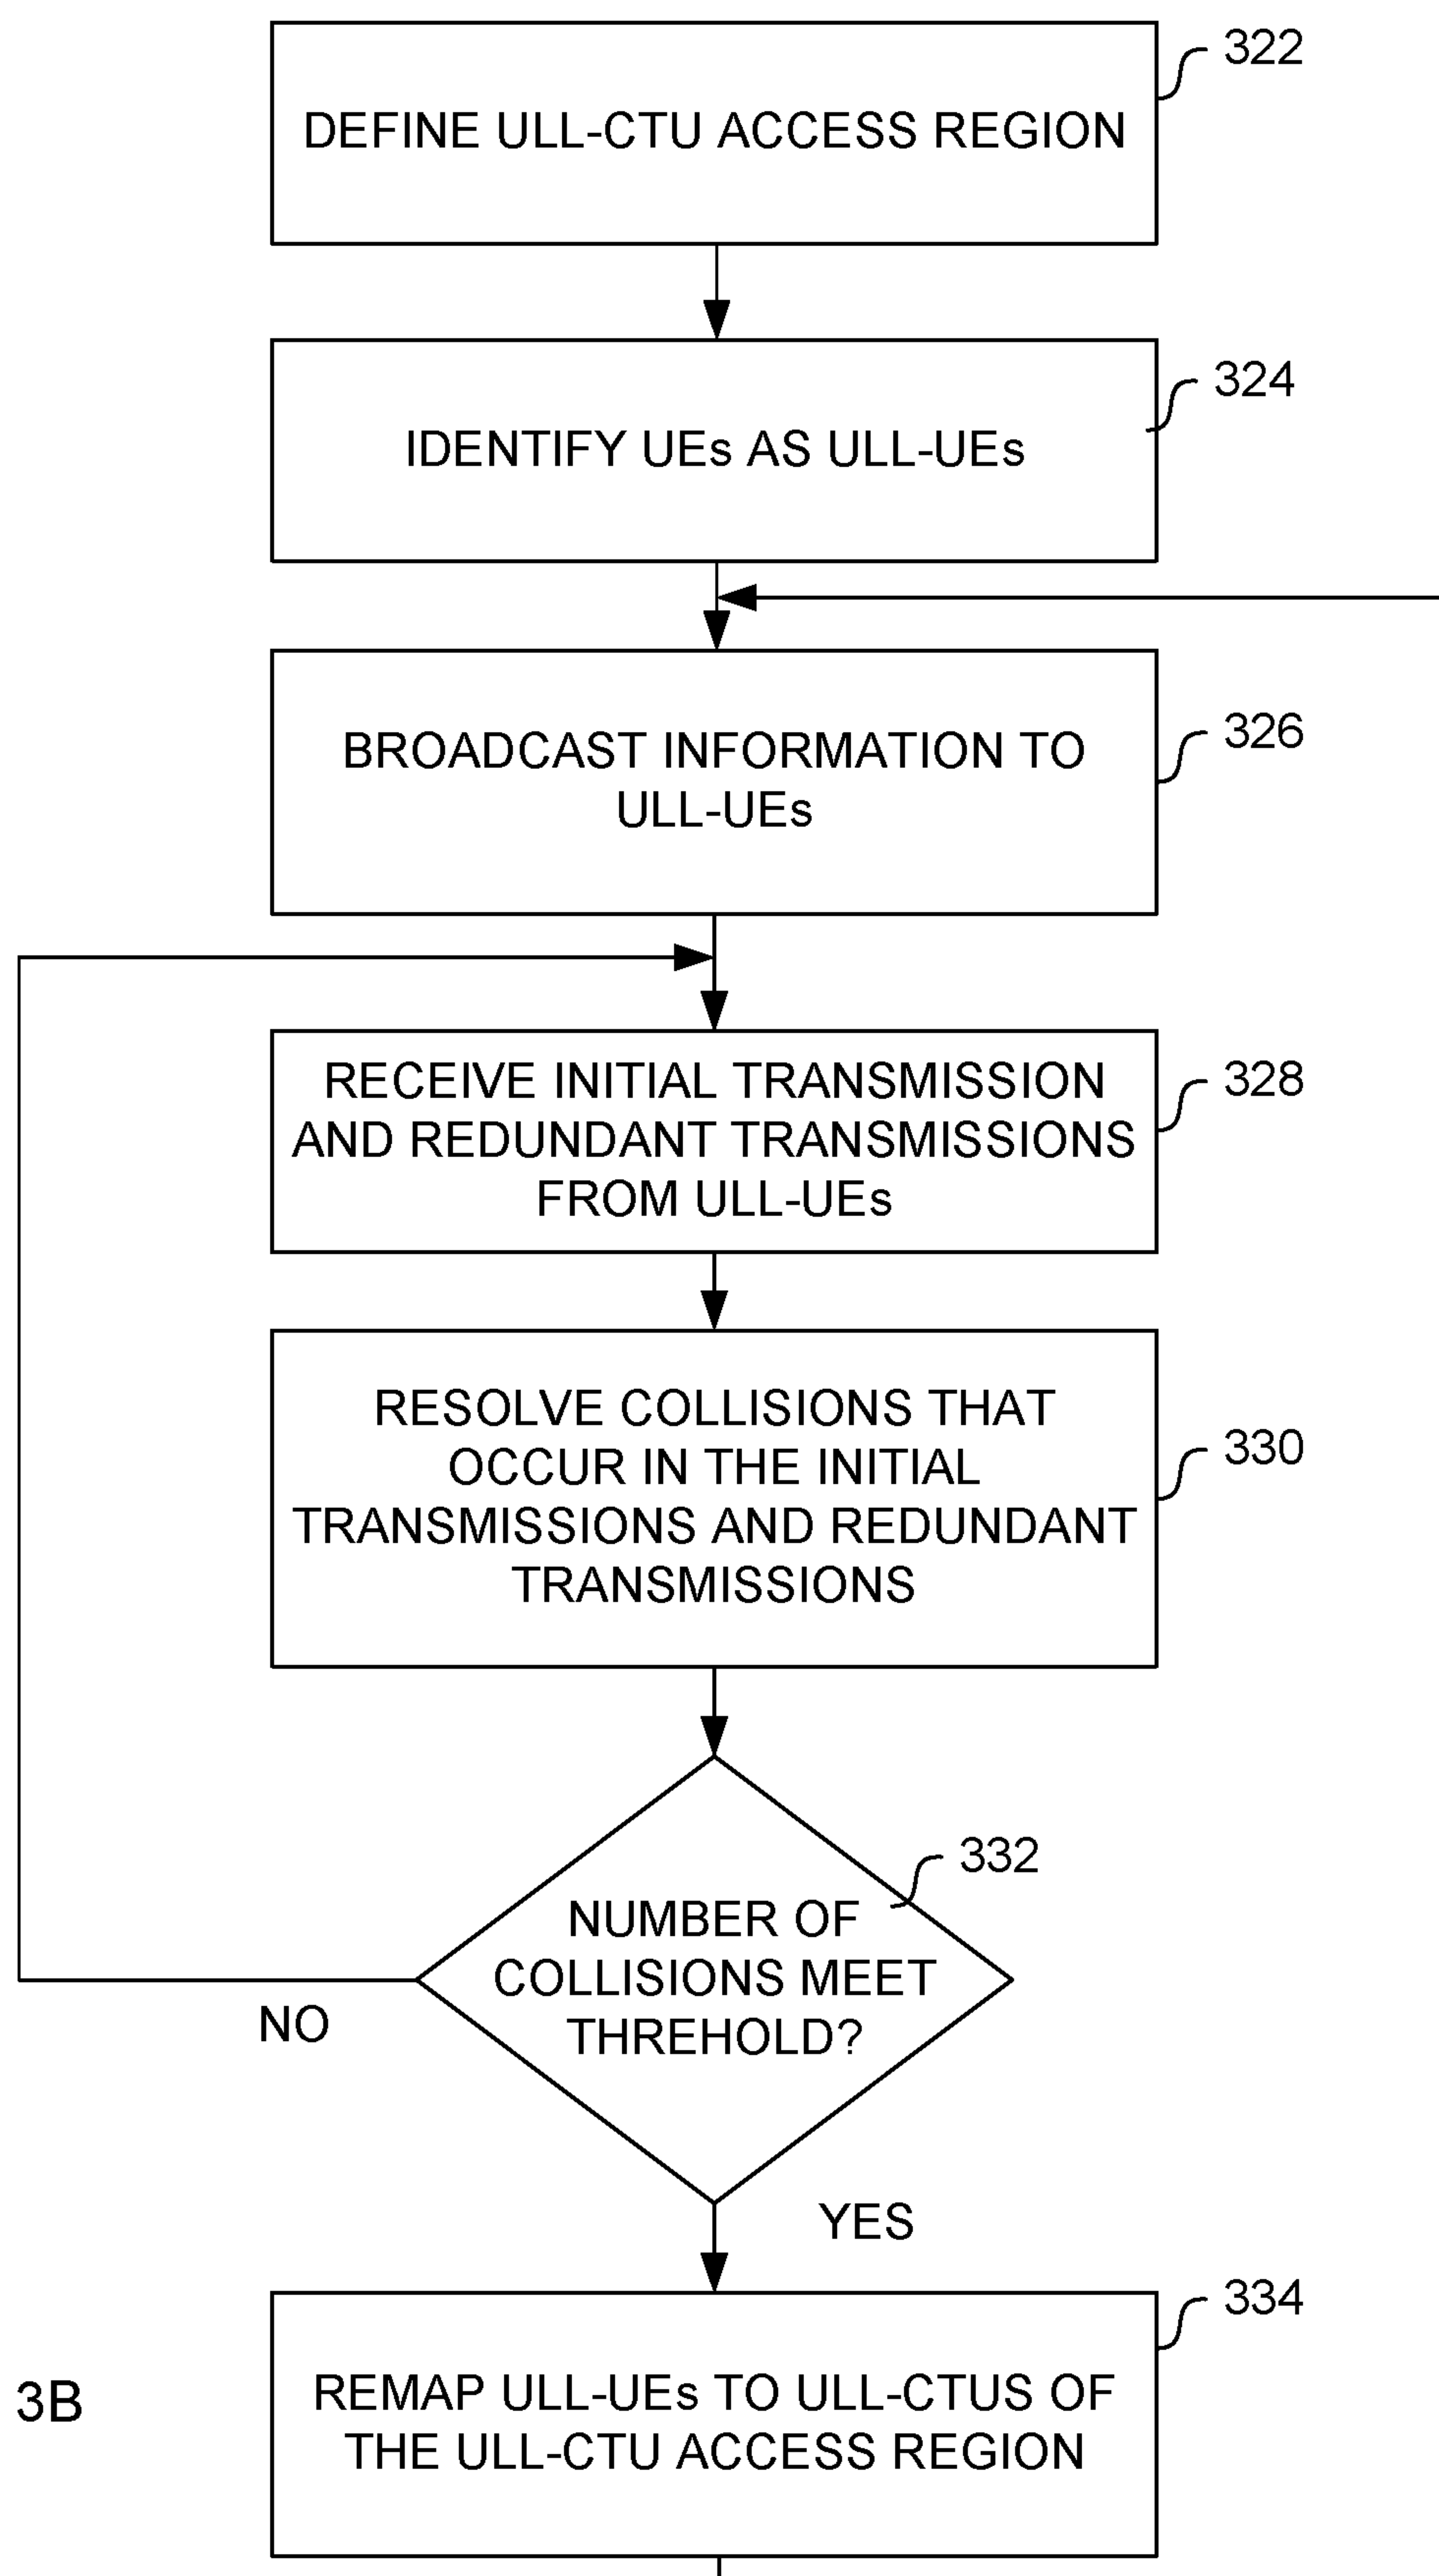 322
DEFINE ULL-CTU ACCESS REGION
324
IDENTIFY UEs AS ULL-UEs
326
BROADCAST INFORMATION TO
ULL-UEs
328
RECEIVE INITIAL TRANSMISSION
AND REDUNDANT TRANSMISSIONS
FROM ULL-UEs
330
RESOLVE COLLISIONS THAT
OCCUR IN THE INITIAL
TRANSMISSIONS AND REDUNDANT
TRANSMISSIONS
332
NUMBER OF
COLLISIONS MEET
THREHOLD?
NO
YES
334
REMAP ULL-UEs TO ULL-CTUS OF
THE ULL-CTU ACCESS REGION
3B